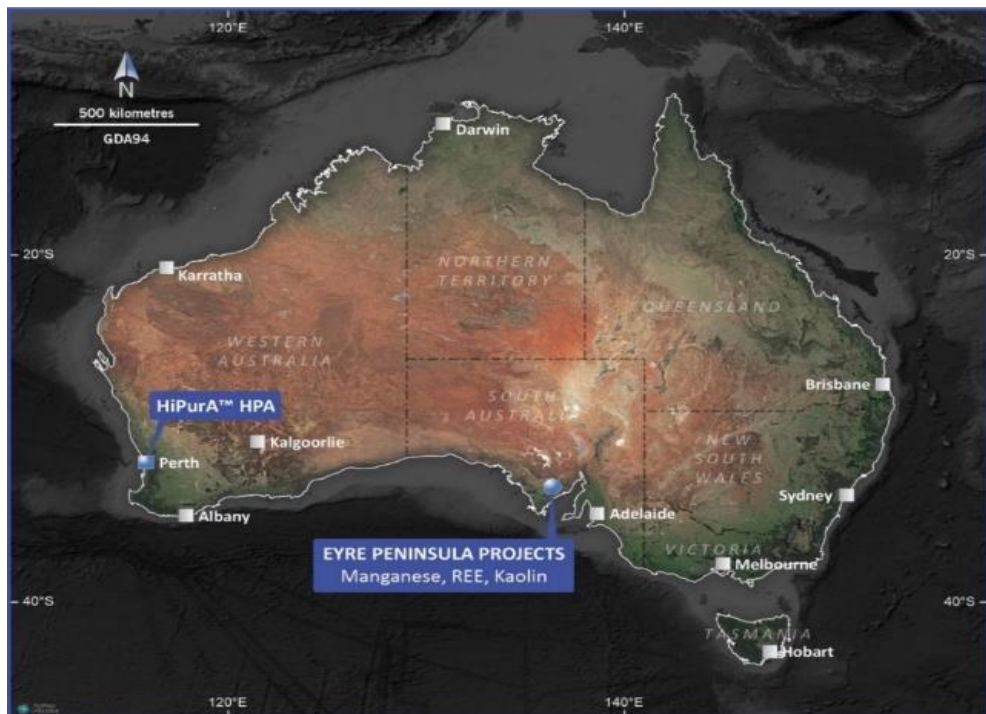 120°E
140°E
N
500 kilometres
GDA94
Darwin
20°S
20°S
Karratha
NORTHERN
TERRITORY
QUEENSLAND
WESTERN
AUSTRALIA
Brisbane
HiPurA™ HPA
SOUTH
AUSTRALIA
Kalgoorlie
NEW
SOUTH
WALES
Perth
Sydney
Albany
Adelaide
EYRE PENINSULA PROJECTS
Manganese, REE, Kaolin
VICTORIA
Melbourne
40°S
40°S
TASMANIA
Hobart
120°E
140°E